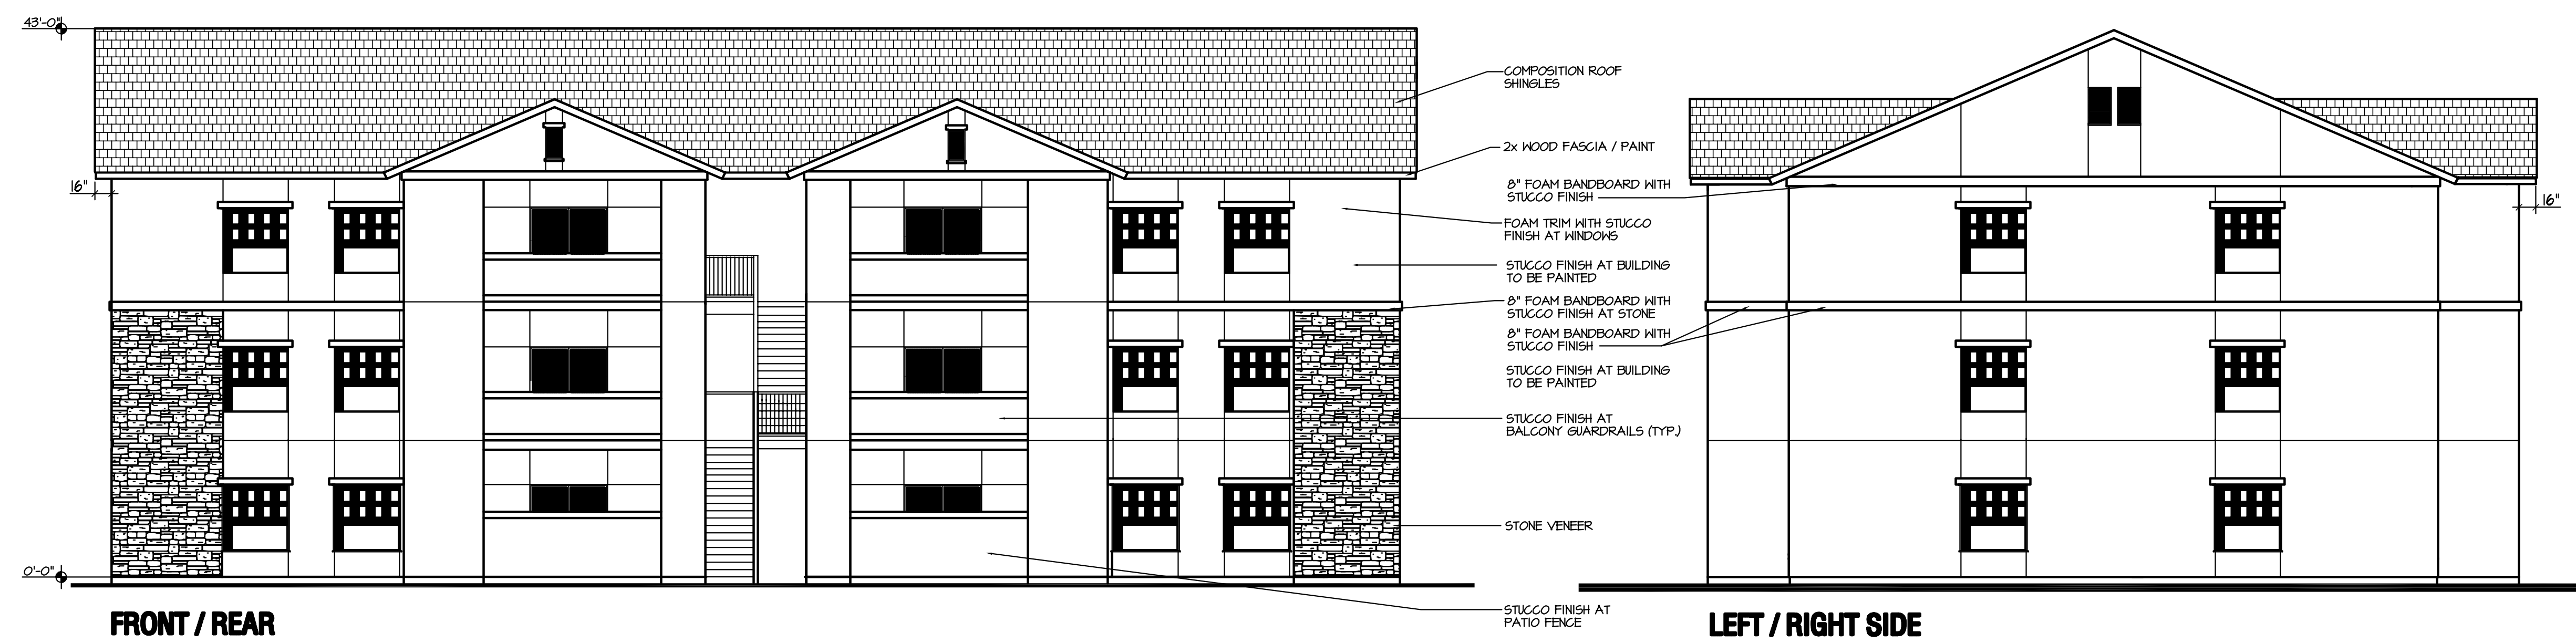 43'-0"
16"
0'-0"
COMPOSITION ROOF
SHINGLES
2x WOOD FASCIA / PAINT
8" FOAM BANDBOARD WITH
STUCCO FINISH
FOAM TRIM WITH STUCCO
FINISH AT WINDOWS
STUCCO FINISH AT BUILDING
TO BE PAINTED
8" FOAM BANDBOARD WITH
STUCCO FINISH AT STONE
8" FOAM BANDBOARD WITH
STUCCO FINISH
STUCCO FINISH AT BUILDING
TO BE PAINTED
STUCCO FINISH AT
BALCONY GUARDRAILS (TYP.)
STONE VENEER
STUCCO FINISH AT
PATIO FENCE
16"
FRONT / REAR
LEFT / RIGHT SIDE